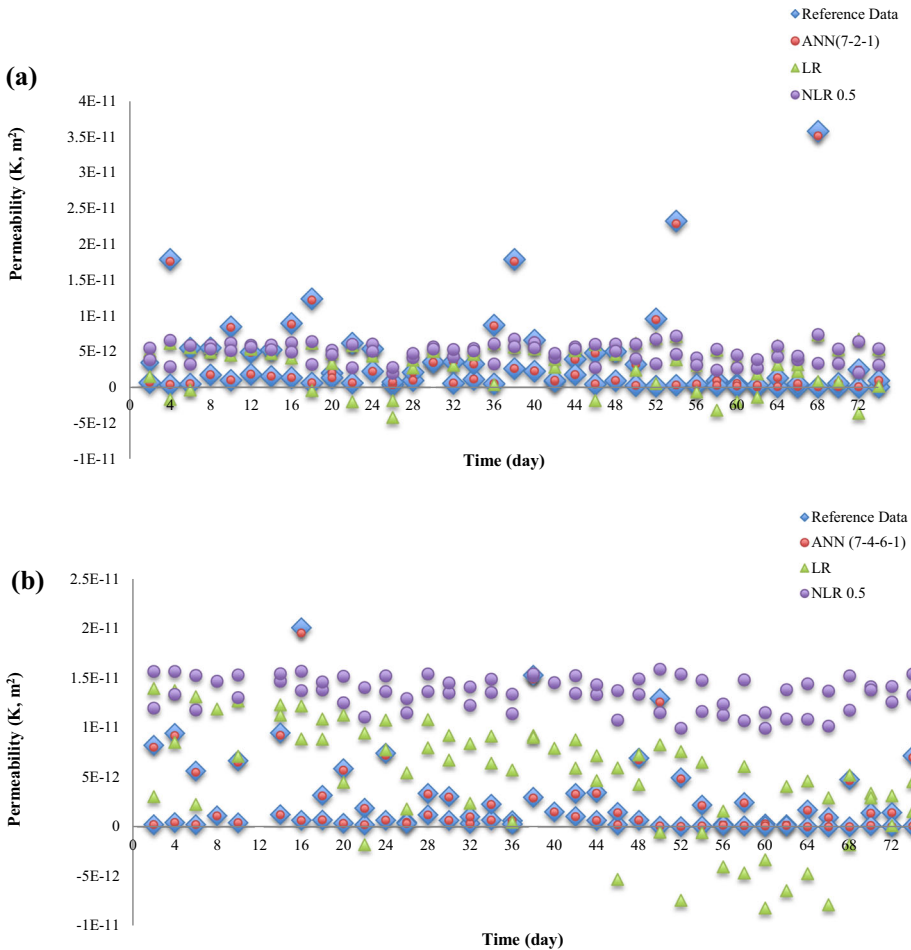 Reference Data
ANN(7-2-1)
LR
NLR 0.5
(a)
Permeability (K, m²)
4E-11
3.5E-11
3E-11
2.5E-11
2E-11
1.5E-11
1E-11
5E-12
0
-5E-12
-1E-11
0 4 8 12 16 20 24 28 32 36 40 44 48 52 56 60 64 68 72
Time (day)
Reference Data
ANN (7-4-6-1)
LR
NLR 0.5
(b)
Permeability (K, m²)
2.5E-11
2E-11
1.5E-11
1E-11
5E-12
0
-5E-12
-1E-11
0 4 8 12 16 20 24 28 32 36 40 44 48 52 56 60 64 68 72
Time (day)